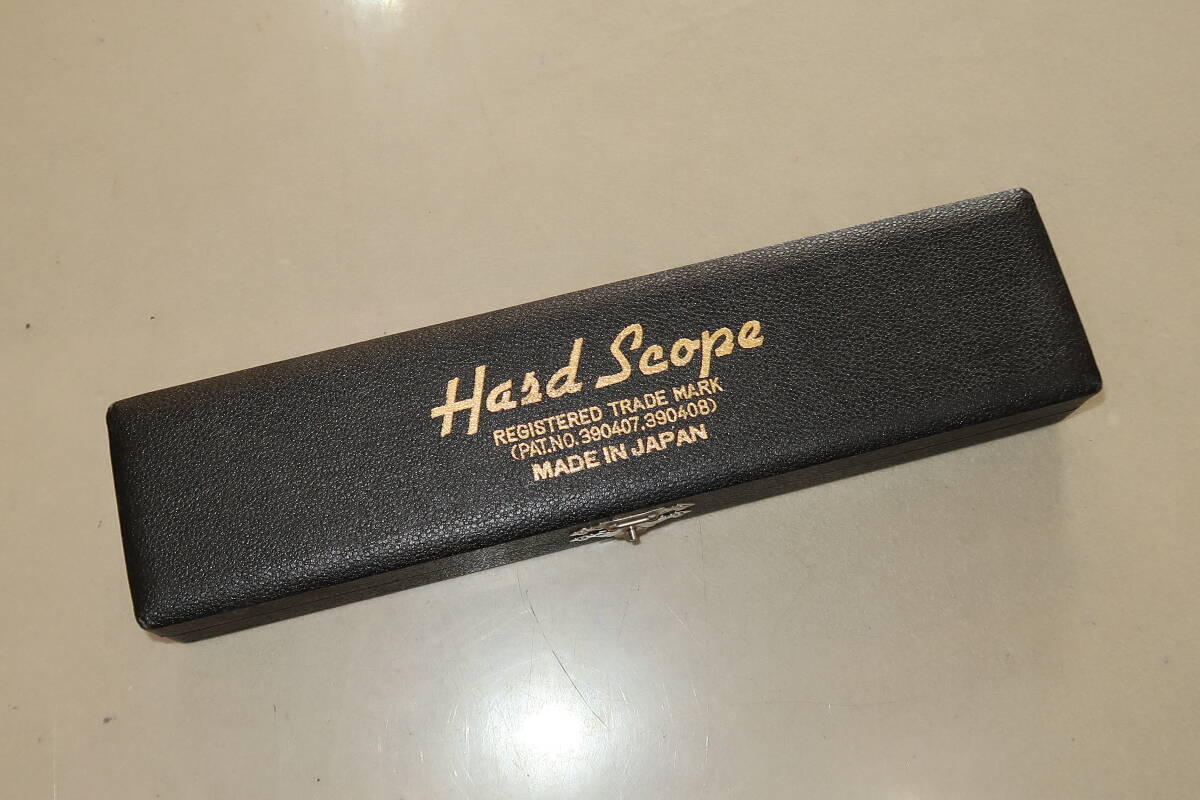 Hard Scope
REGISTERED TRADE MARK
(PAT.NO.390407,390408)
MADE IN JAPAN